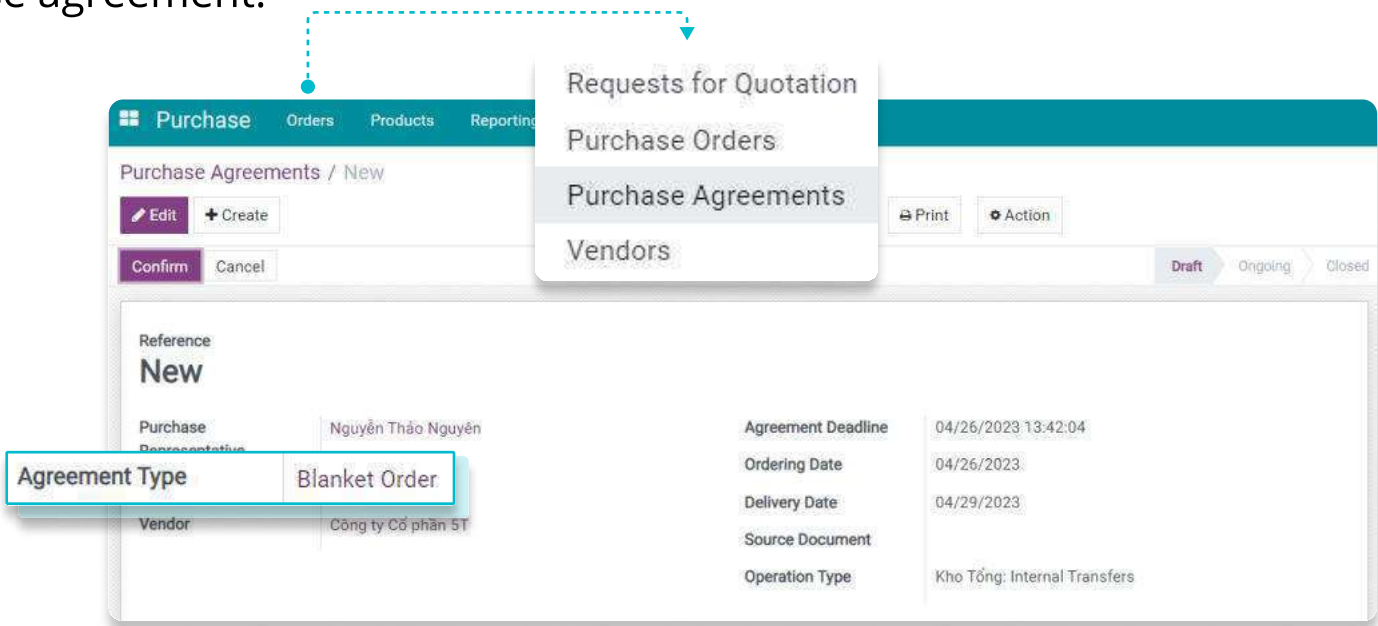 se agreement.
Requests for Quotation
Purchase Orders
Purchase Agreements
Vendors
Purchase Orders Products Reporting
Purchase Agreements / New
Edit + Create
Print Action
Confirm Cancel
Draft Ongoing Closed
Reference
New
Purchase Representative Nguyễn Thảo Nguyên
Agreement Type Blanket Order
Vendor Công ty Cổ phần 5T
Agreement Deadline 04/26/2023 13:42:04
Ordering Date 04/26/2023
Delivery Date 04/29/2023
Source Document
Operation Type Kho Tổng: Internal Transfers